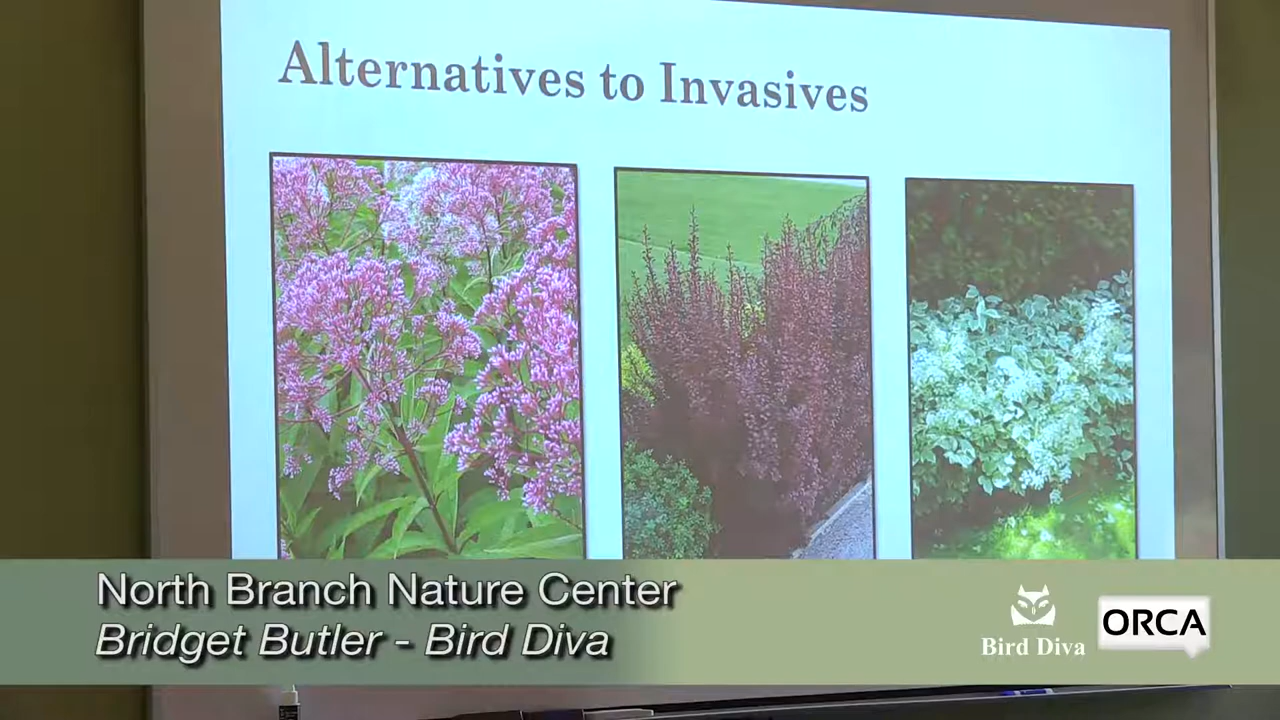 Alternatives to Invasives
North Branch Nature Center
Bridget Butler - Bird Diva
Bird Diva
ORCA